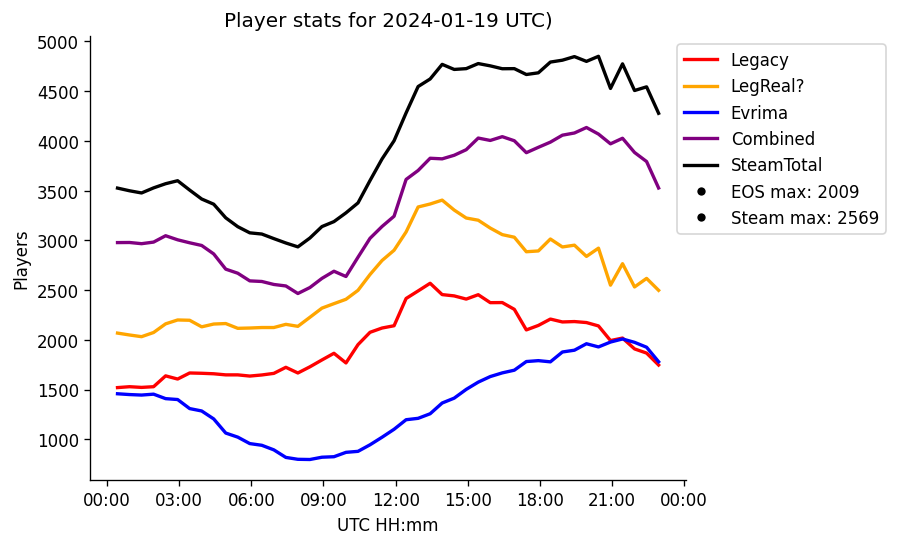 Player stats for 2024-01-19 UTC)
Players
5000
4500
4000
3500
3000
2500
2000
1500
1000
00:00 03:00 06:00 09:00 12:00 15:00 18:00 21:00 00:00
UTC HH:mm
Legacy
LegReal?
Evrima
Combined
SteamTotal
EOS max: 2009
Steam max: 2569